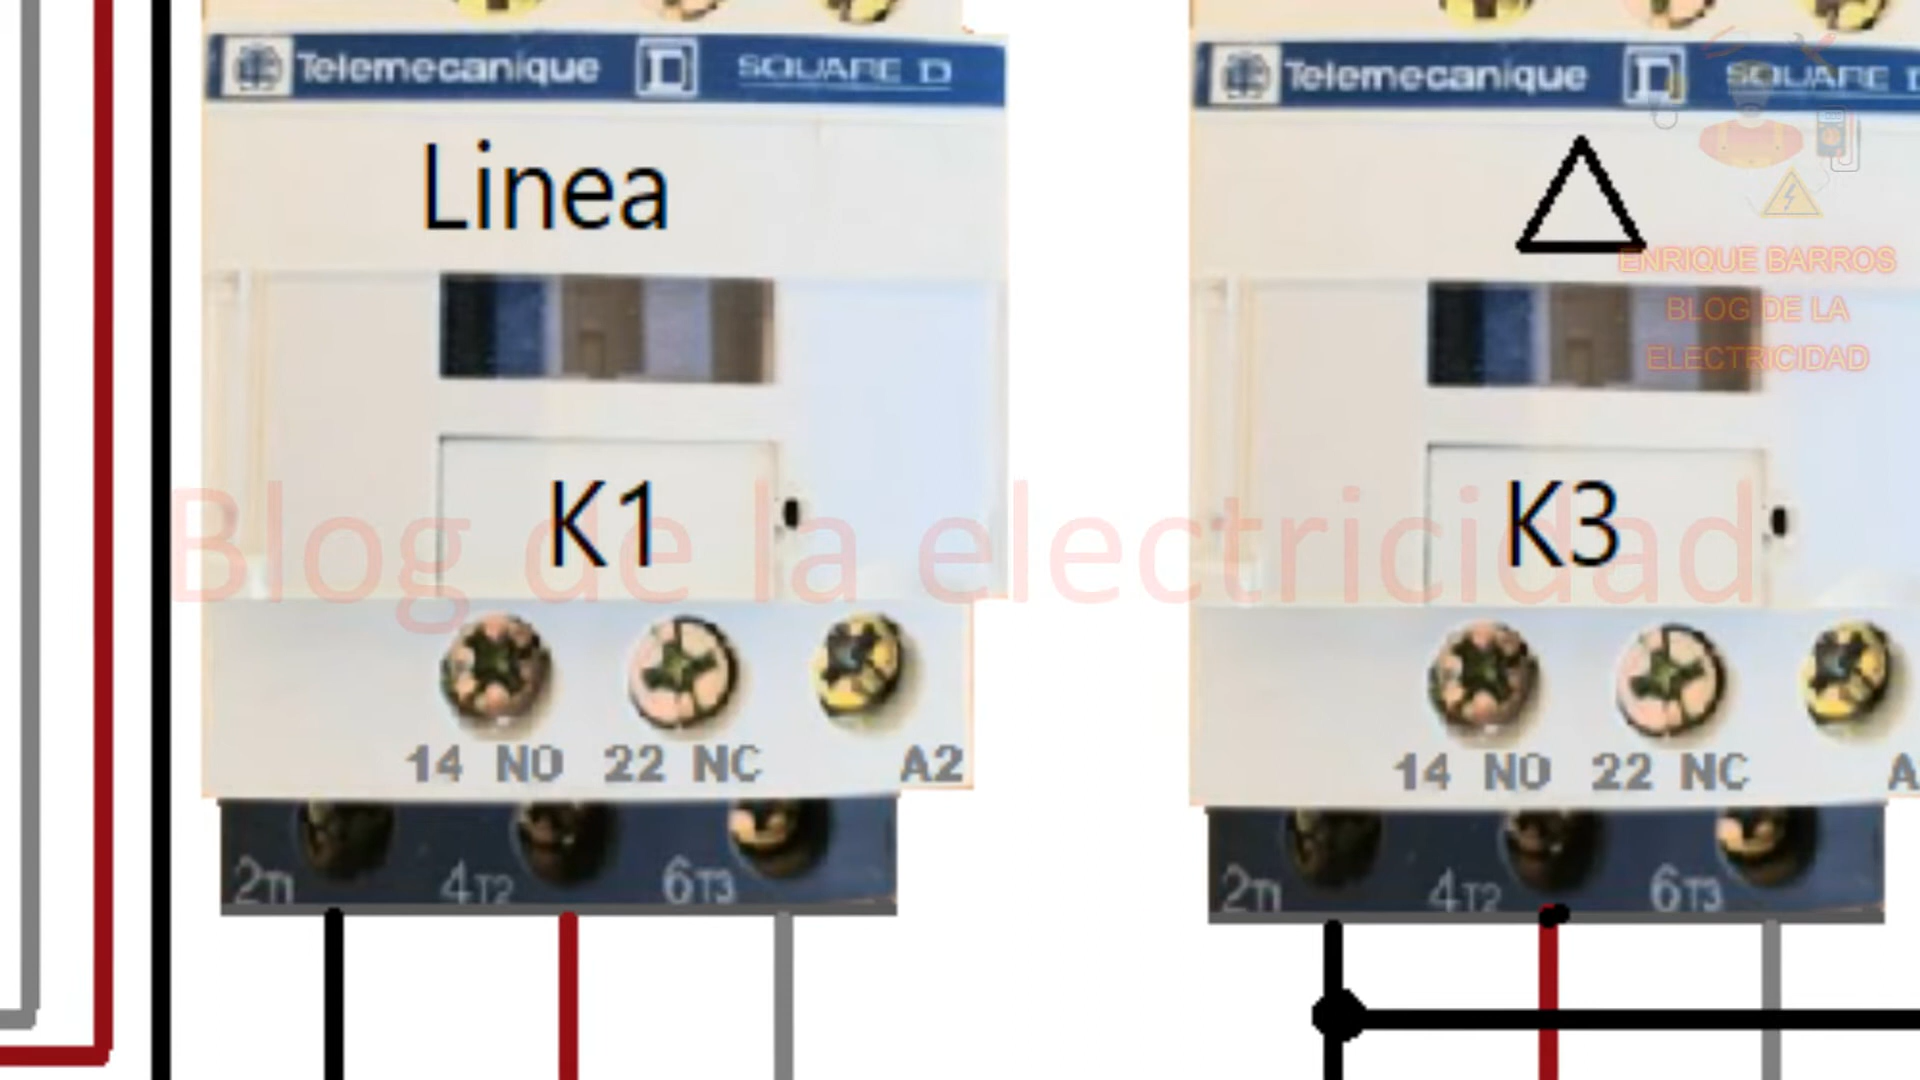 Telemecanique SQUARE D
Telemecanique SQUARE D
Linea
ENRIQUE BARROS
BLOG DE LA
ELECTRICIDAD
K1
K3
Blog de la electricidad
14 NO 22 NC A2
14 NO 22 NC A
2T1 4T2 6T3
2T1 4T2 6T3